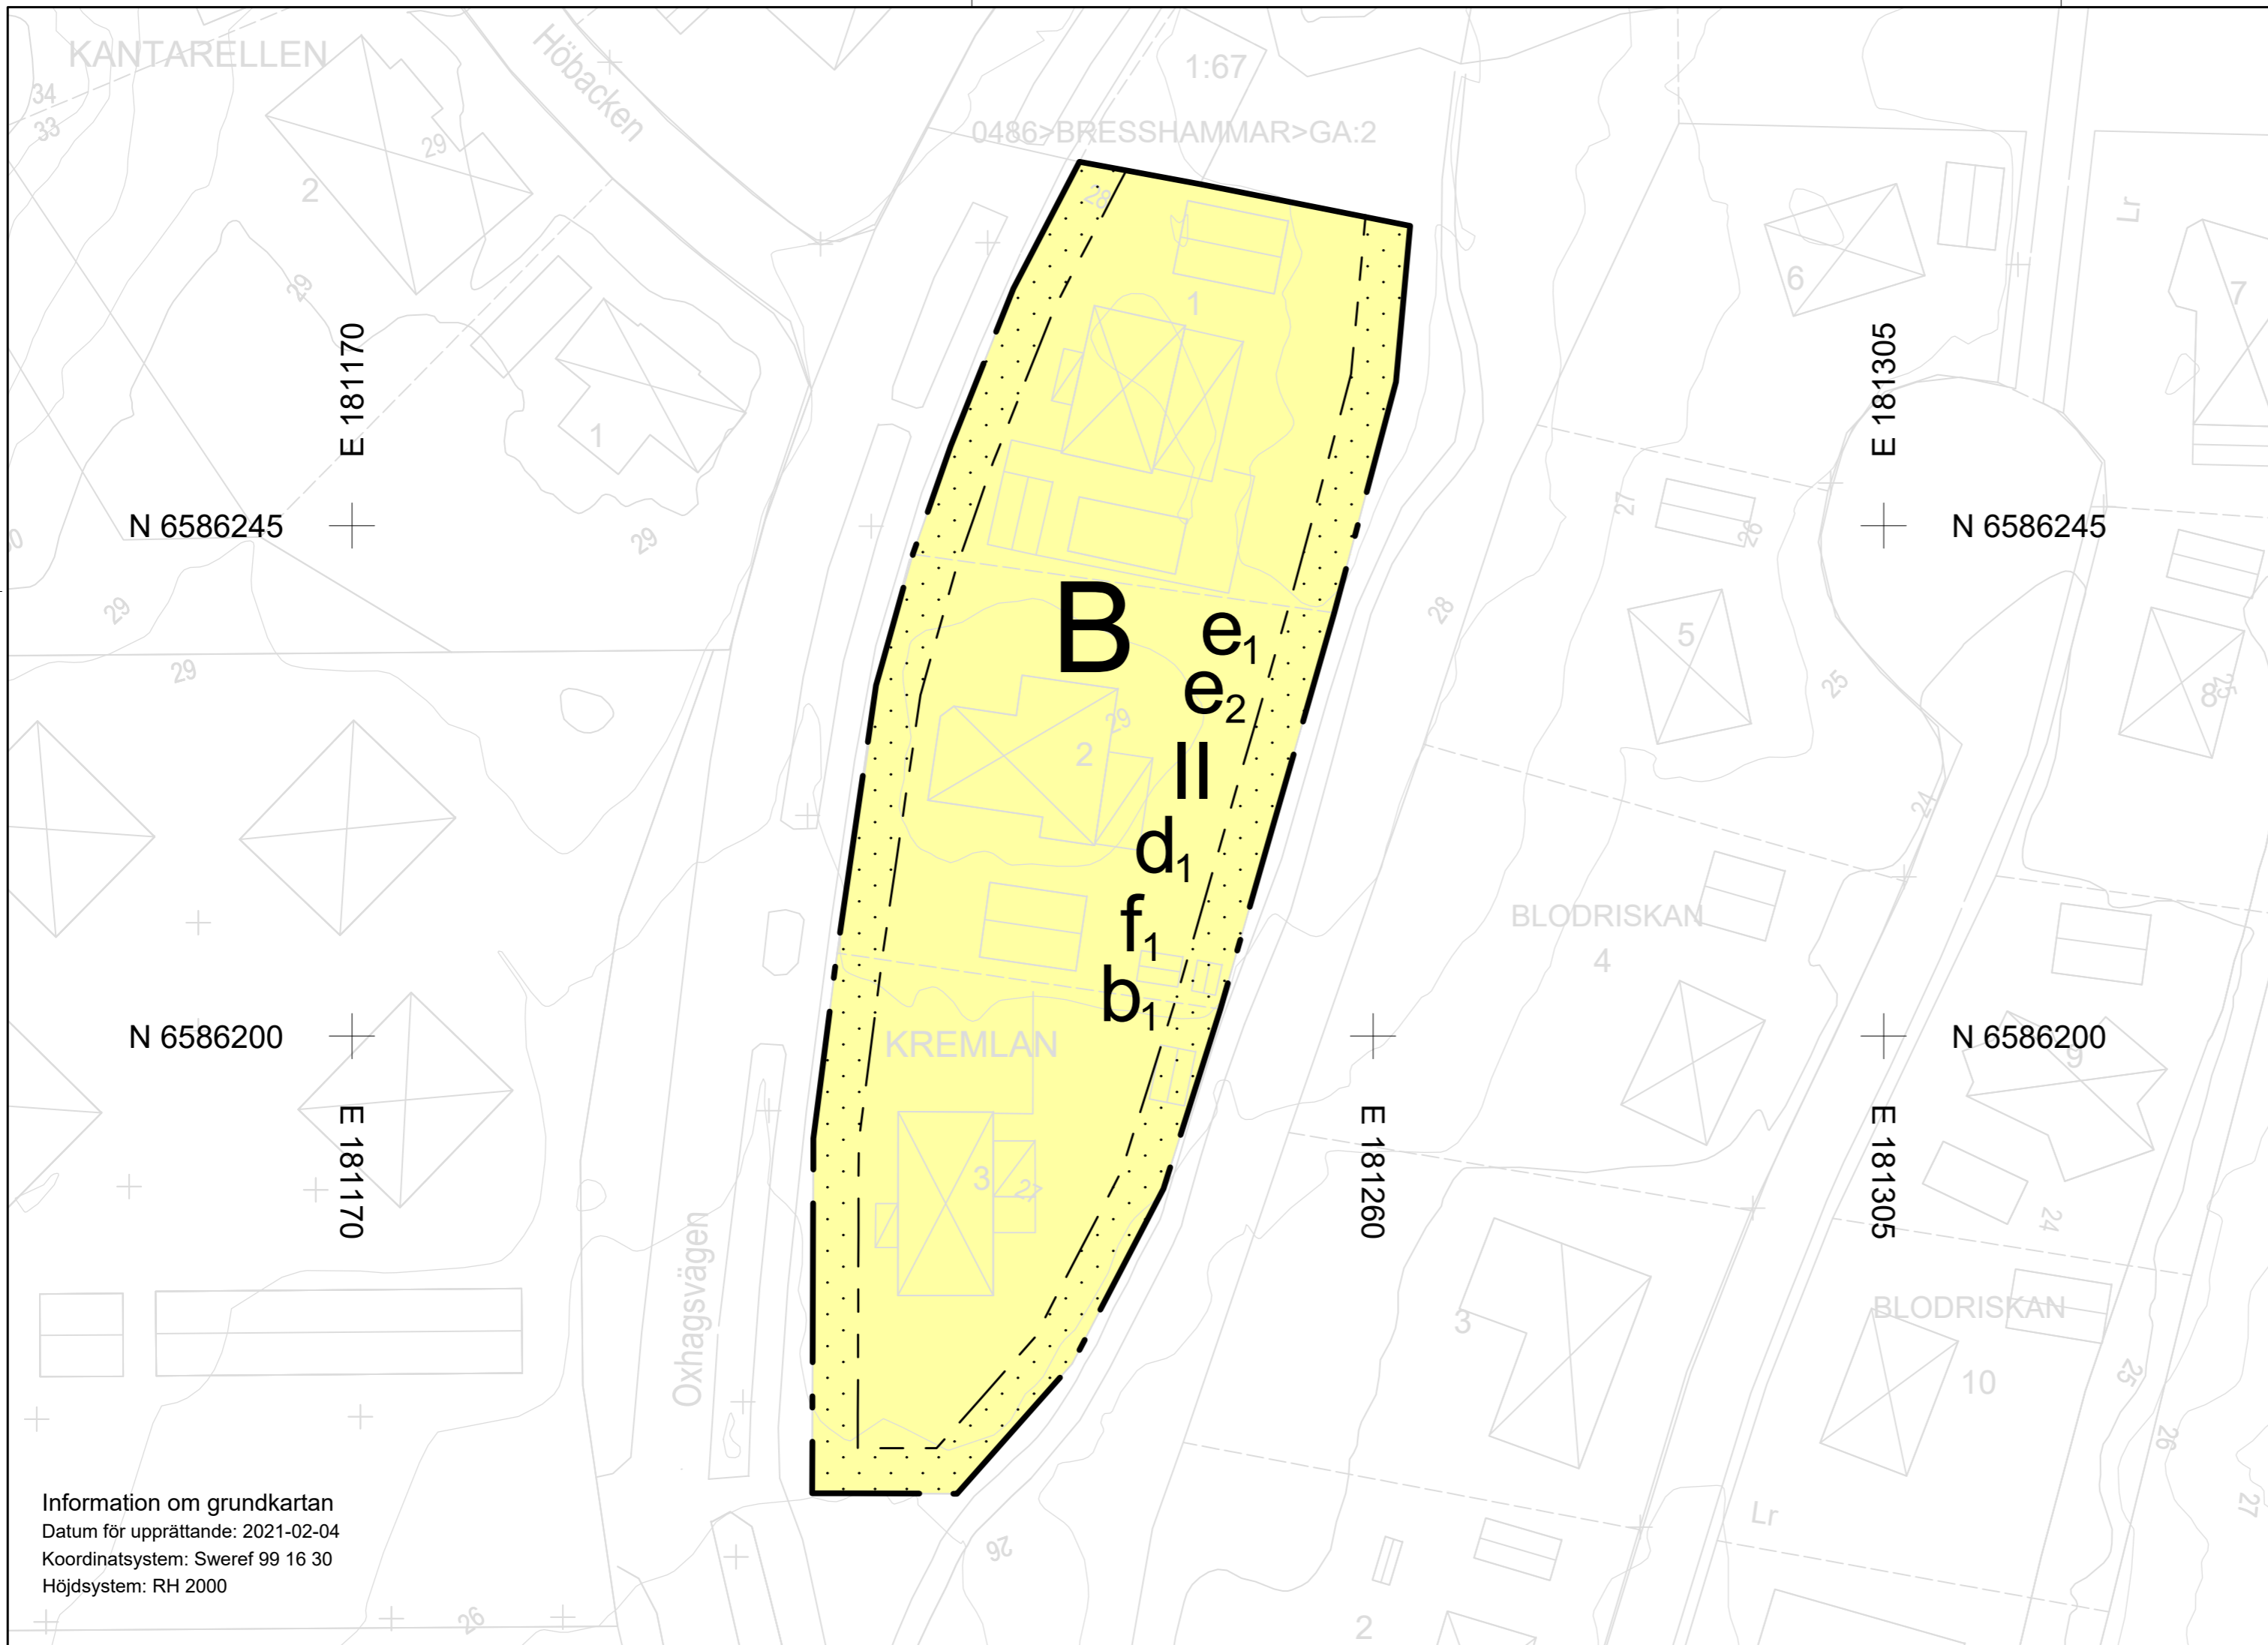 KANTARELLEN
Höbacken
1:67
0486>BRESSHAMMAR>GA:2
34
33
29
2
28
Lr
6
7
29
1
E 181170
E 181305
1
N 6586245
29
27
26
N 6586245
29
B
e1
28
5
29
e2
25
8
25
29
2
II
24
d1
f1
BLODRISKAN
4
b1
N 6586200
KREMLAN
N 6586200
9
E 181170
E 181260
E 181305
3
27
24
Oxhagsvägen
3
BLODRISKAN
10
25
26
27
Lr
26
Information om grundkartan
Datum för upprättande: 2021-02-04
Koordinatsystem: Sweref 99 16 30
Höjdsystem: RH 2000
26
2